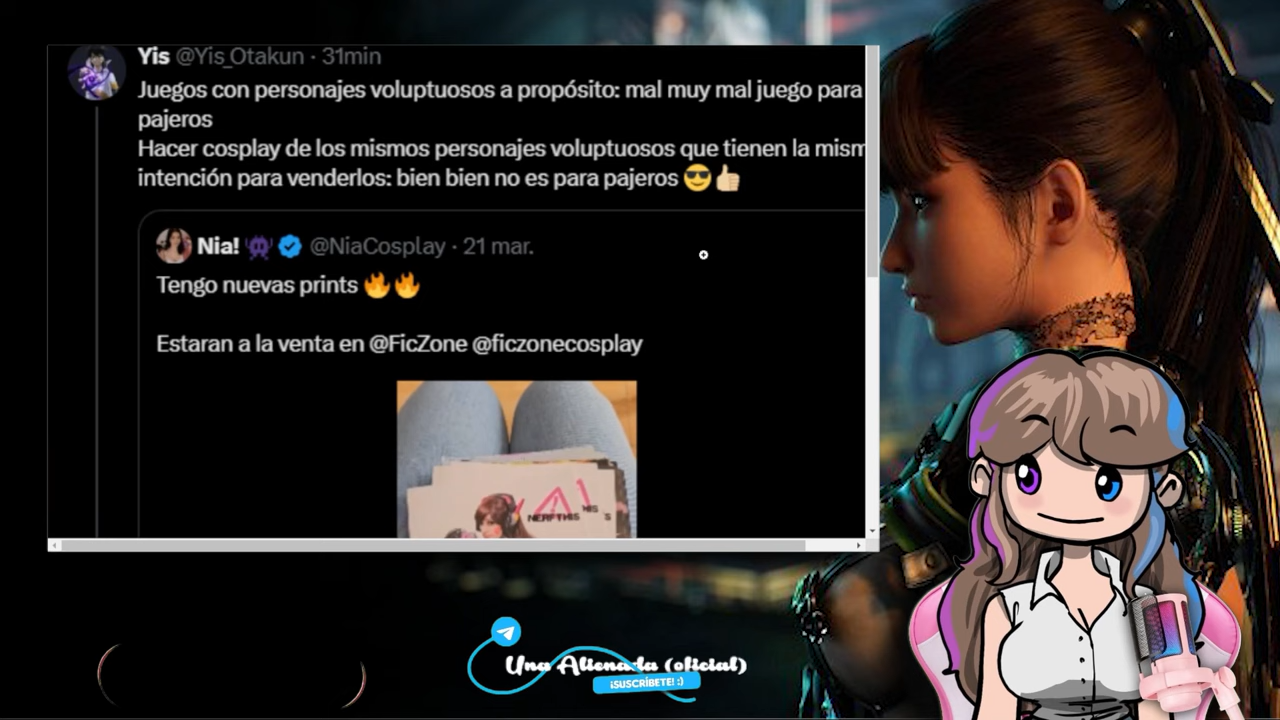 Yis @Yis_Otakun · 31min
Juegos con personajes voluptuosos a propósito: mal muy mal juego para
pajeros
Hacer cosplay de los mismos personajes voluptuosos que tienen la mism
intención para venderlos: bien bien no es para pajeros 😎👍
Nia! 👾 @NiaCosplay · 21 mar.
Tengo nuevas prints 🔥🔥
Estaran a la venta en @FicZone @ficzonecosplay
NERFTHIS
Una Alienada (oficial)
¡SUSCRÍBETE! :)